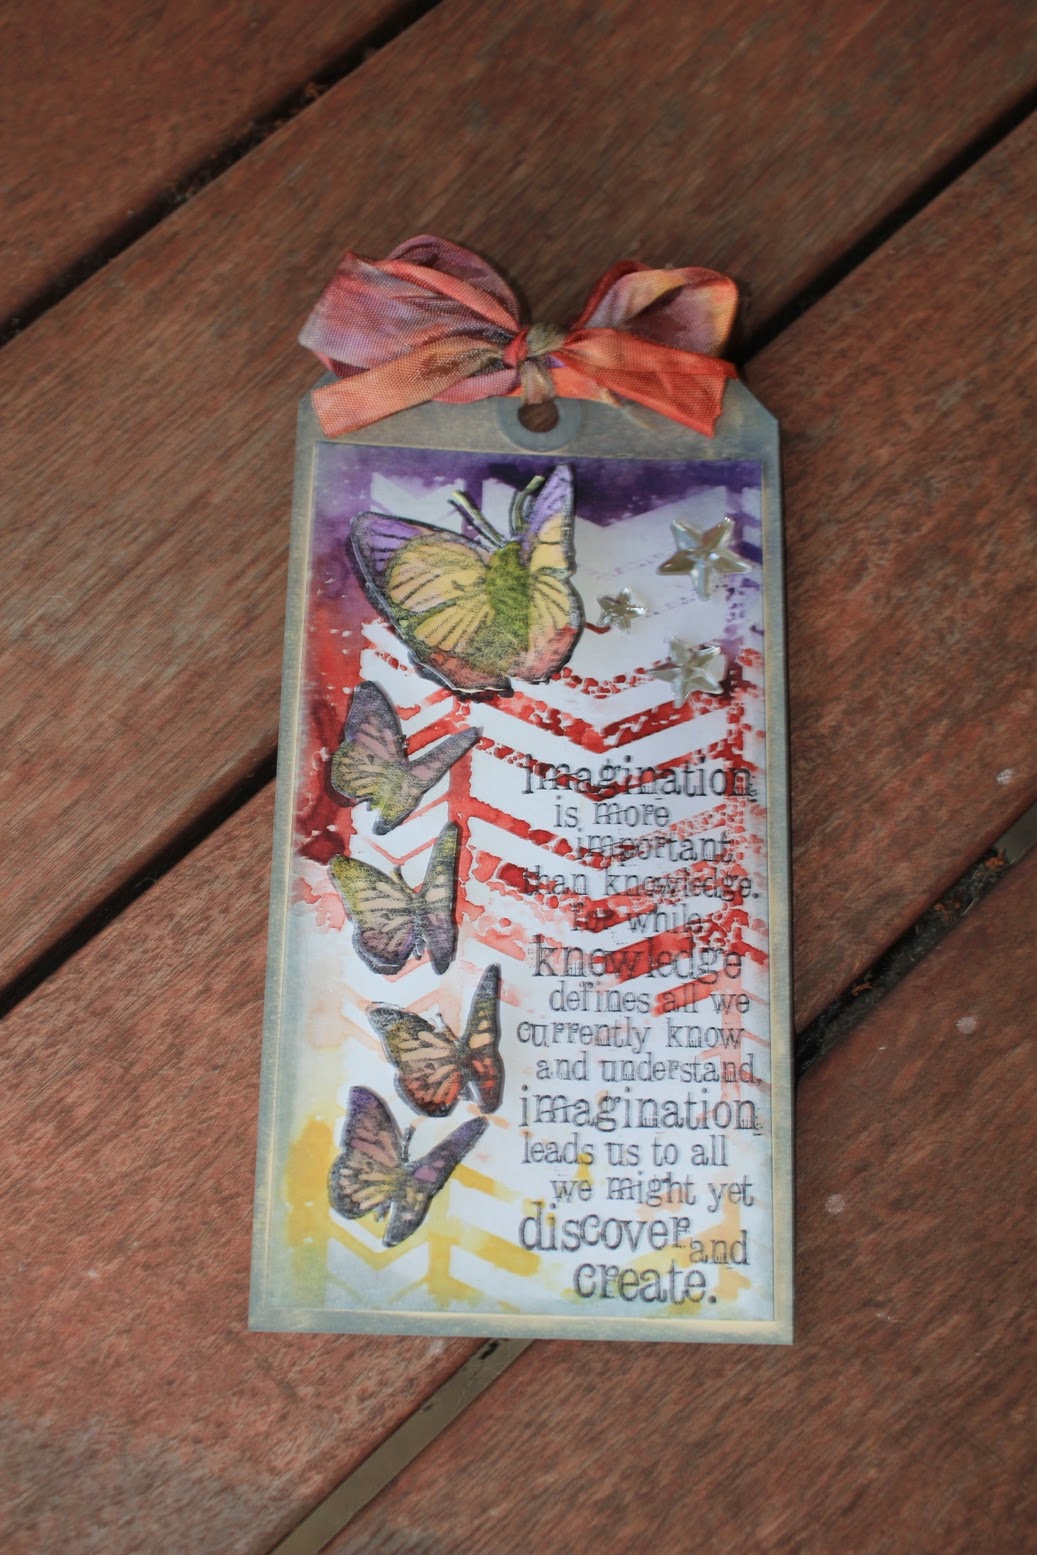 Imagination
is more
important
than knowledge.
For while
knowledge
defines all we
currently know
and understand,
imagination
leads us to all
we might yet
discover and
create.